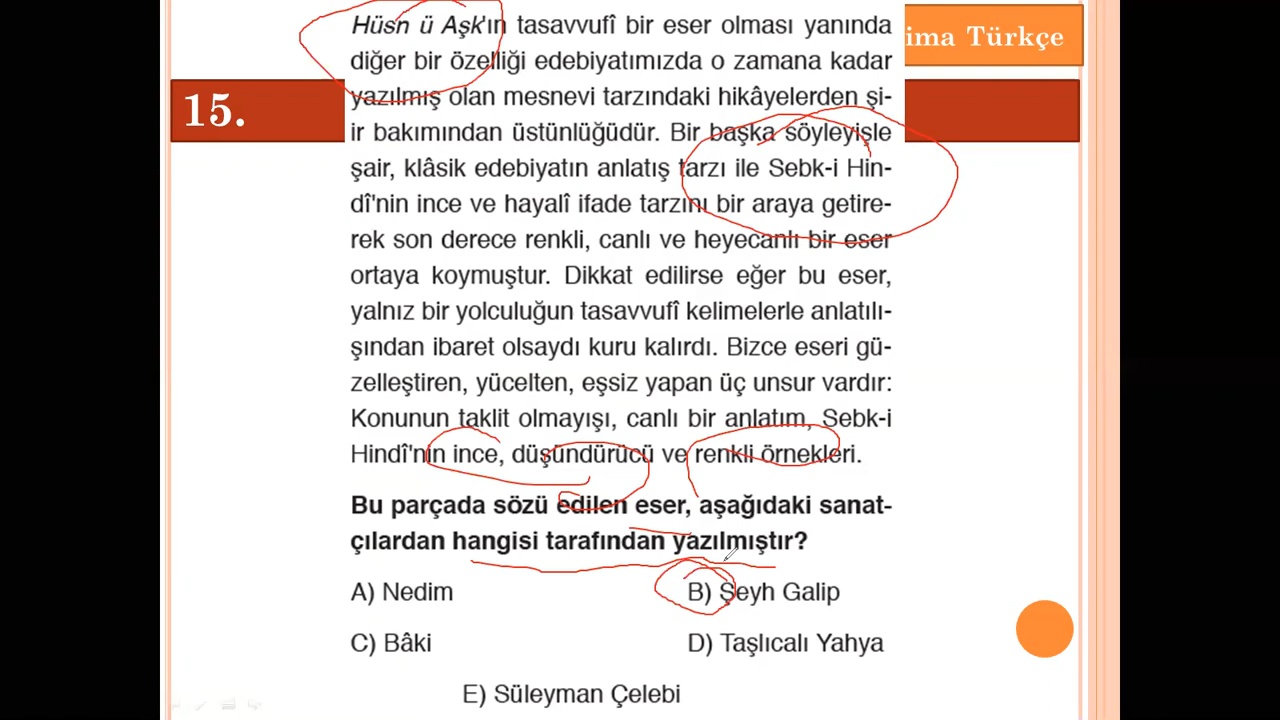 Hüsn ü Aşk'ın tasavvufî bir eser olması yanında
diğer bir özelliği edebiyatımızda o zamana kadar
yazılmış olan mesnevi tarzındaki hikâyelerden şi-
ir bakımından üstünlüğüdür. Bir başka söyleyişle
şair, klâsik edebiyatın anlatış tarzı ile Sebk-i Hin-
dî'nin ince ve hayalî ifade tarzını bir araya getire-
rek son derece renkli, canlı ve heyecanlı bir eser
ortaya koymuştur. Dikkat edilirse eğer bu eser,
yalnız bir yolculuğun tasavvufî kelimelerle anlatılı-
şından ibaret olsaydı kuru kalırdı. Bizce eseri gü-
zelleştiren, yücelten, eşsiz yapan üç unsur vardır:
Konunun taklit olmayışı, canlı bir anlatım, Sebk-i
Hindî'nin ince, düşündürücü ve renkli örnekleri.
Bu parçada sözü edilen eser, aşağıdaki sanat-
çılardan hangisi tarafından yazılmıştır?
A) Nedim
B) Şeyh Galip
C) Bâki
D) Taşlıcalı Yahya
E) Süleyman Çelebi
15.
ima Türkçe